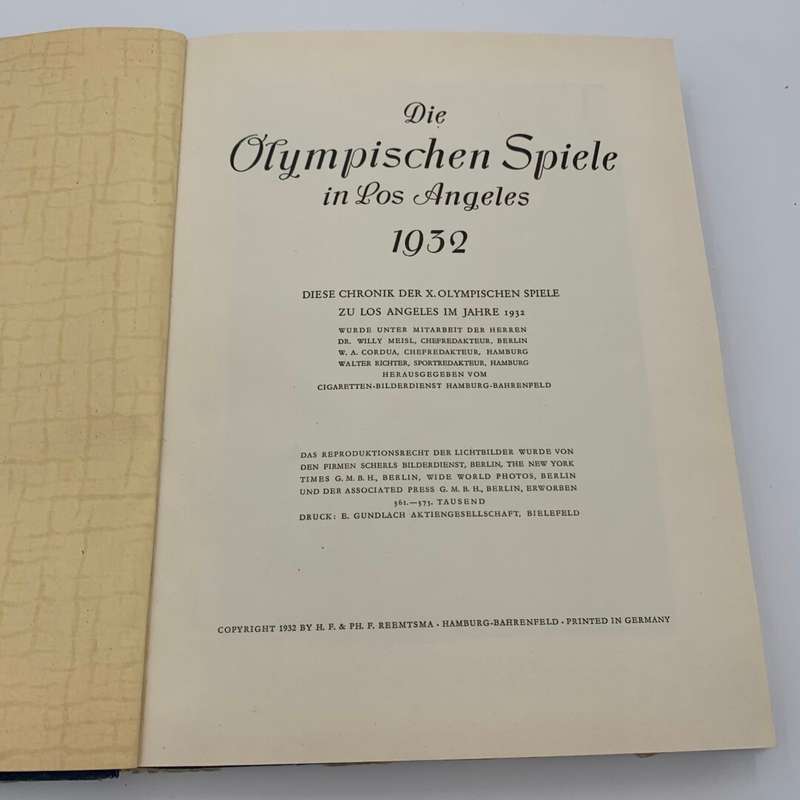 Die
Olympischen Spiele
in Los Angeles
1932
DIESE CHRONIK DER X. OLYMPISCHEN SPIELE
ZU LOS ANGELES IM JAHRE 1932
WURDE UNTER MITARBEIT DER HERREN
DR. WILLY MEISL, CHEFREDAKTEUR, BERLIN
W. A. CORDUA, CHEFREDAKTEUR, HAMBURG
WALTER RICHTER, SPORTREDAKTEUR, HAMBURG
HERAUSGEGEBEN VOM
CIGARETTEN-BILDERDIENST HAMBURG-BAHRENFELD
DAS REPRODUKTIONSRECHT DER LICHTBILDER WURDE VON
DEN FIRMEN SCHERLS BILDERDIENST, BERLIN, THE NEW YORK
TIMES G. M. B. H., BERLIN, WIDE WORLD PHOTOS, BERLIN
UND DER ASSOCIATED PRESS G. M. B. H., BERLIN, ERWORBEN
561.—575. TAUSEND
DRUCK: E. GUNDLACH AKTIENGESELLSCHAFT, BIELEFELD
COPYRIGHT 1932 BY H. F. & PH. F. REEMTSMA · HAMBURG-BAHRENFELD · PRINTED IN GERMANY